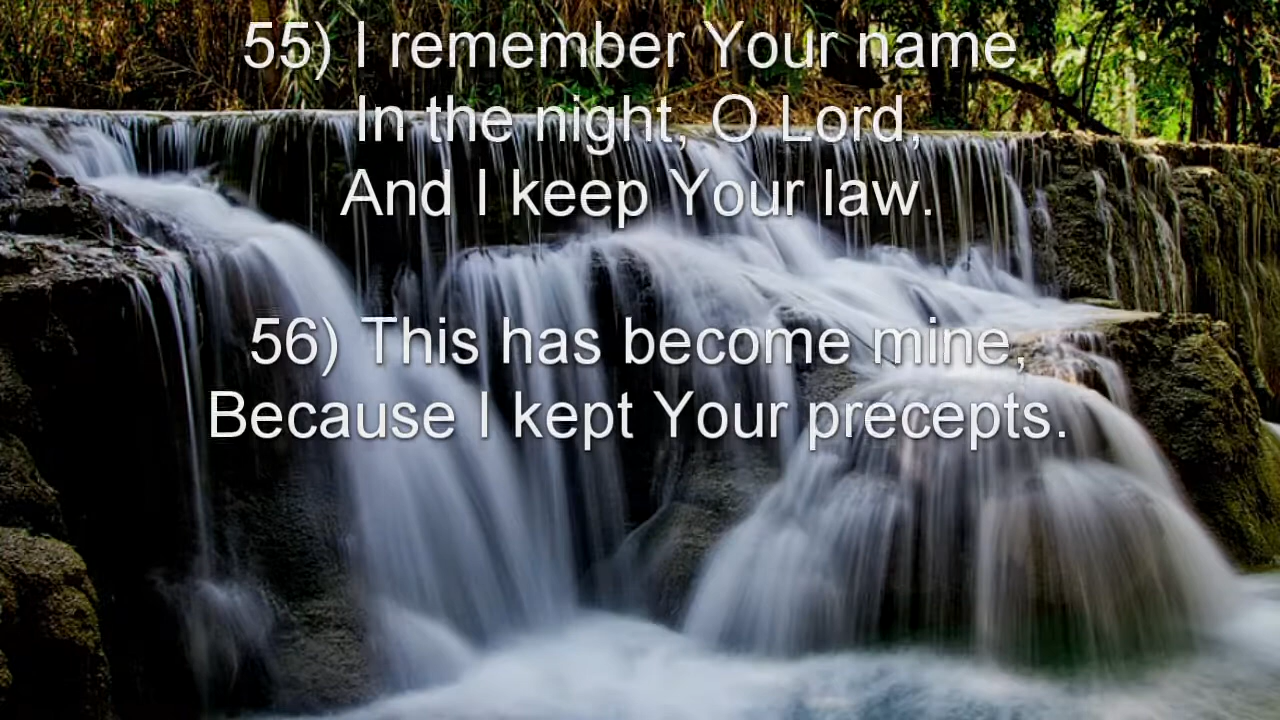 55) I remember Your name
In the night, O Lord,
And I keep Your law.
56) This has become mine,
Because I kept Your precepts.